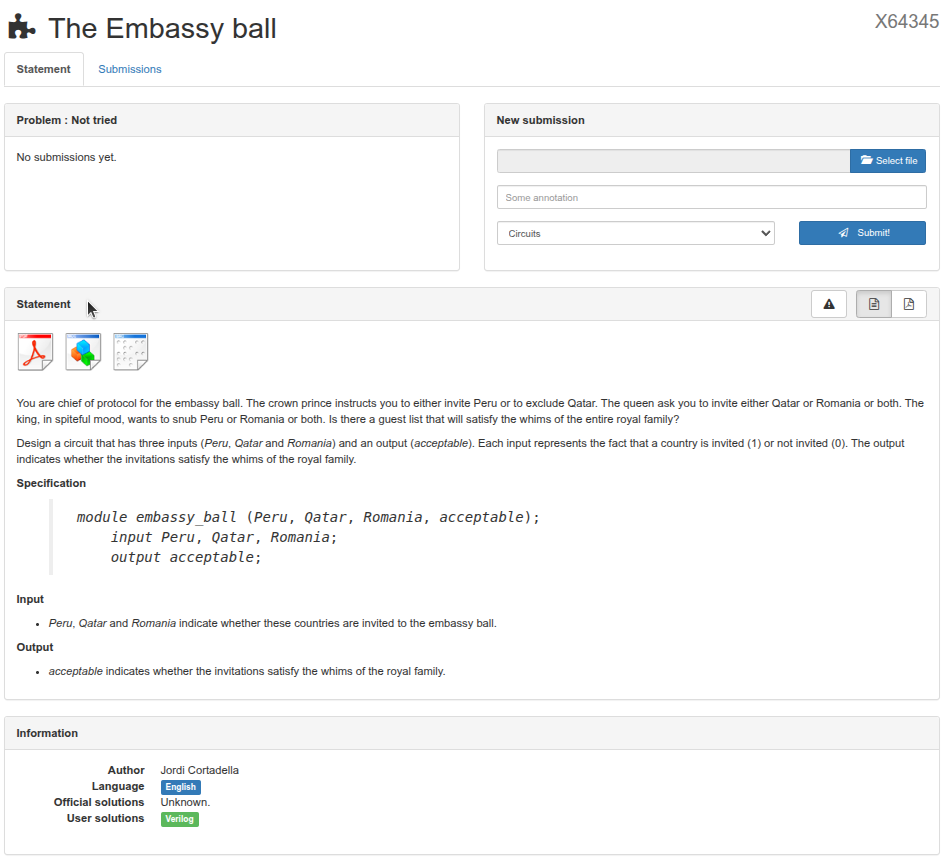 The Embassy ball
X64345
Statement
Submissions
Problem : Not tried
No submissions yet.
New submission
Select file
Some annotation
Circuits
Submit!
Statement
You are chief of protocol for the embassy ball. The crown prince instructs you to either invite Peru or to exclude Qatar. The queen ask you to invite either Qatar or Romania or both. The
king, in spiteful mood, wants to snub Peru or Romania or both. Is there a guest list that will satisfy the whims of the entire royal family?
Design a circuit that has three inputs (Peru, Qatar and Romania) and an output (acceptable). Each input represents the fact that a country is invited (1) or not invited (0). The output
indicates whether the invitations satisfy the whims of the royal family.
Specification
module embassy_ball (Peru, Qatar, Romania, acceptable);
input Peru, Qatar, Romania;
output acceptable;
Input
• Peru, Qatar and Romania indicate whether these countries are invited to the embassy ball.
Output
• acceptable indicates whether the invitations satisfy the whims of the royal family.
Information
Author Jordi Cortadella
Language English
Official solutions Unknown.
User solutions Verilog